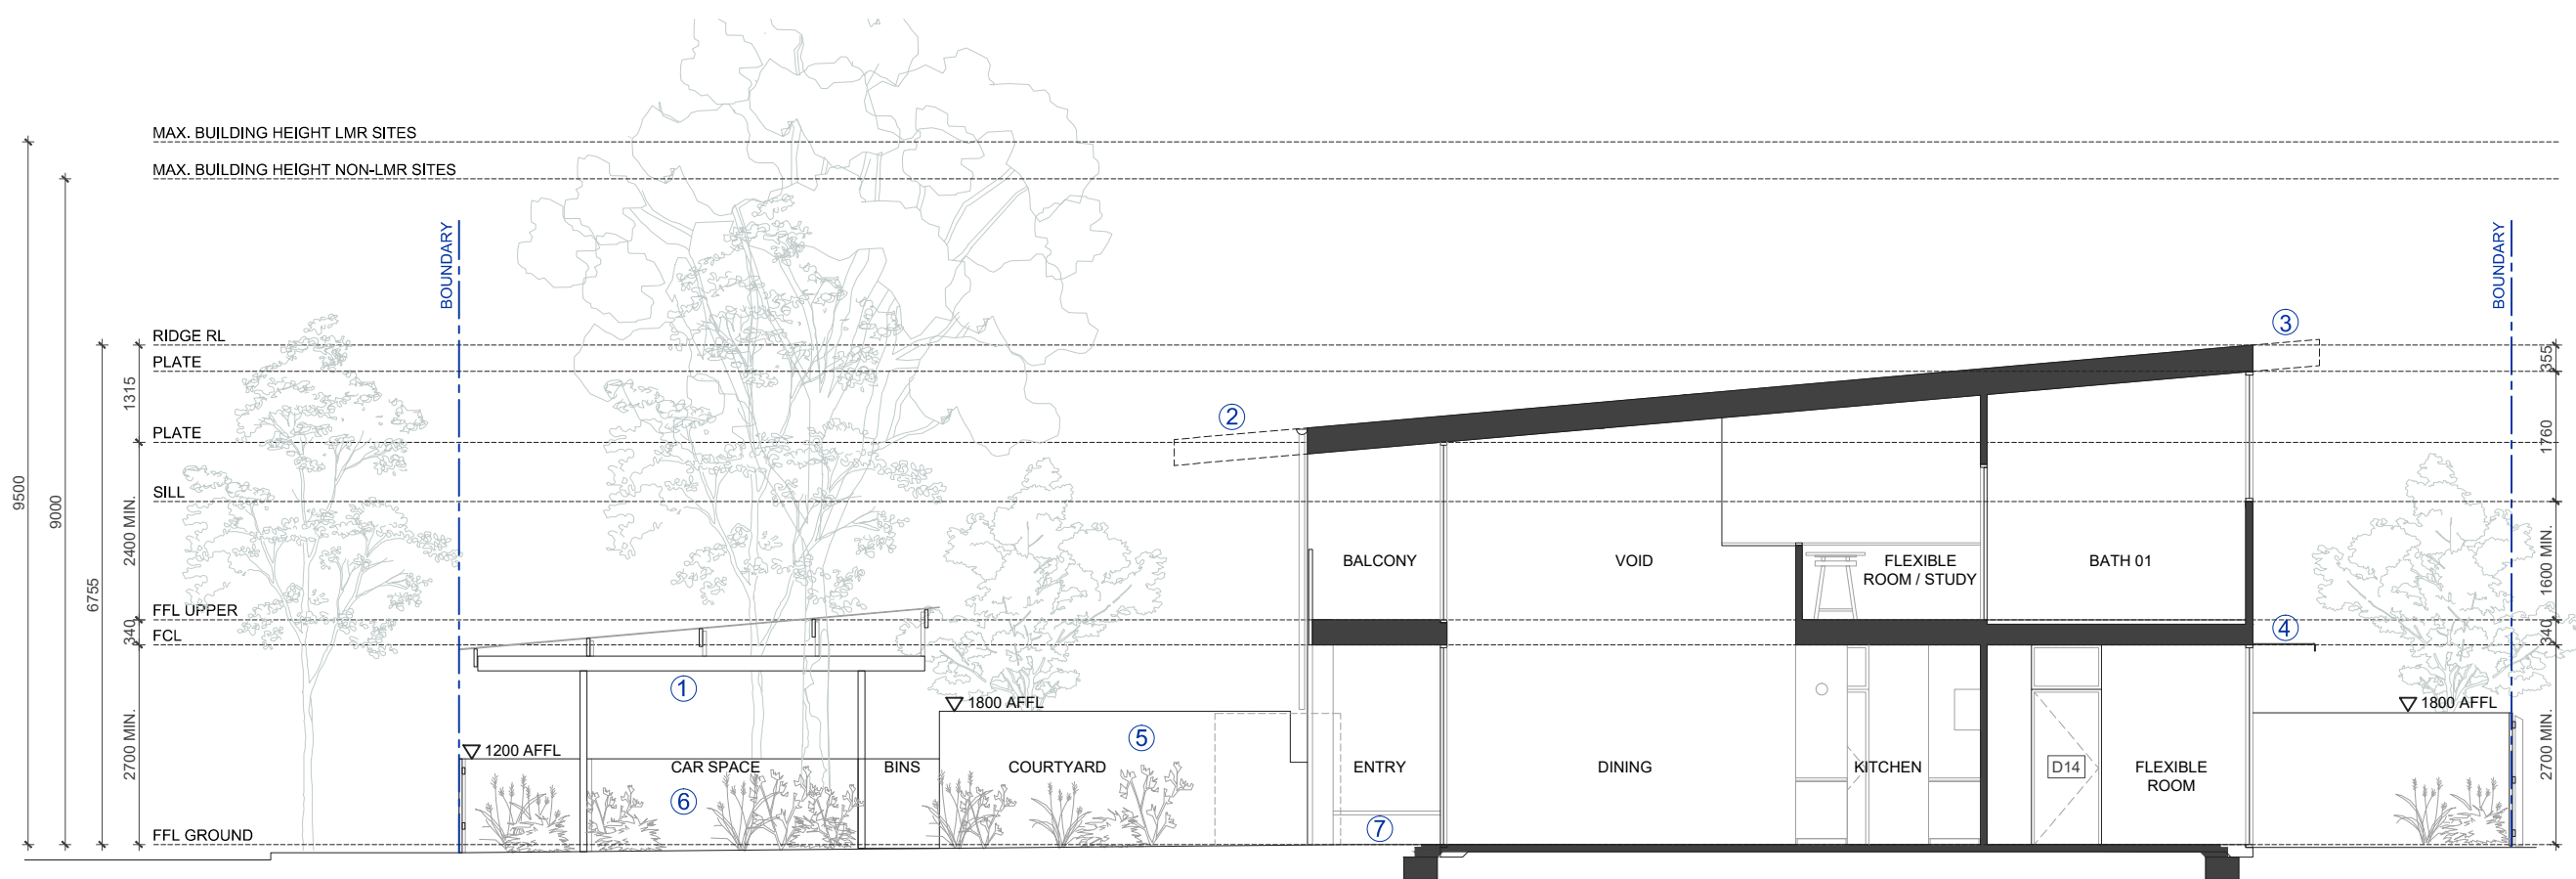 MAX. BUILDING HEIGHT LMR SITES
MAX. BUILDING HEIGHT NON-LMR SITES
BOUNDARY
BOUNDARY
RIDGE RL
PLATE
PLATE
SILL
FFL UPPER
FCL
FFL GROUND
9500
9000
6755
1315
2400 MIN.
340
2700 MIN.
355
1760
1600 MIN.
340
2700 MIN.
3
2
BALCONY
VOID
FLEXIBLE
ROOM / STUDY
BATH 01
4
1
1800 AFFL
1800 AFFL
5
1200 AFFL
CAR SPACE
BINS
COURTYARD
ENTRY
DINING
KITCHEN
D14
FLEXIBLE
ROOM
6
7